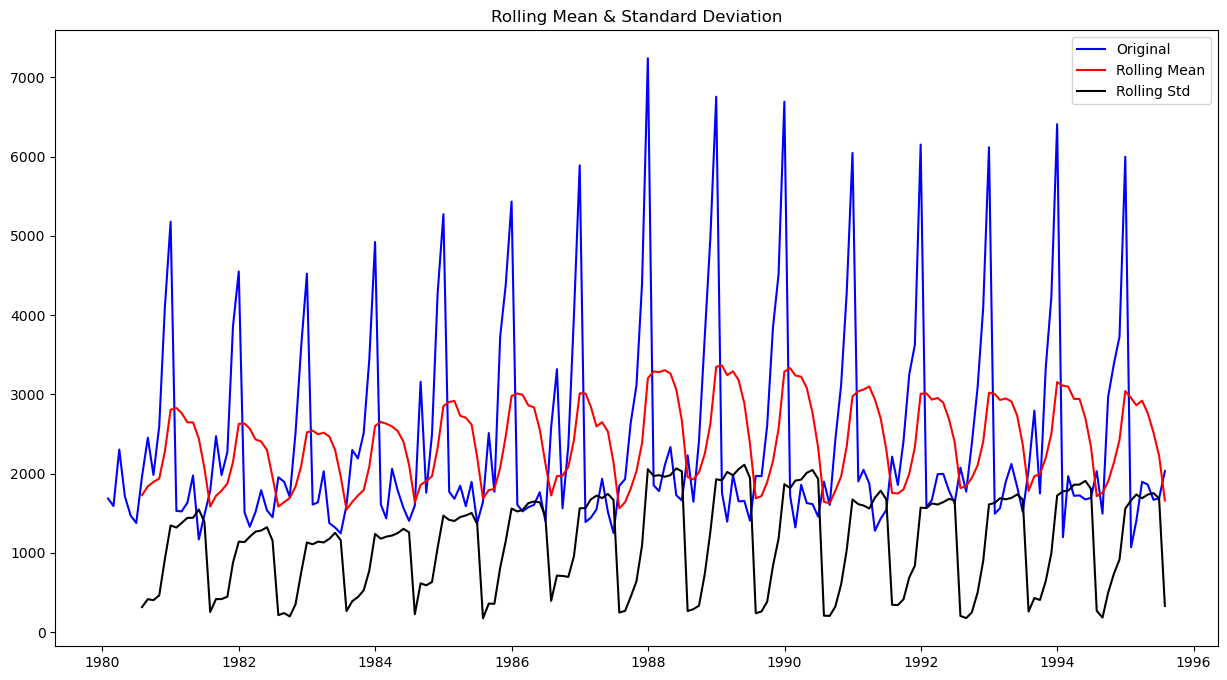 Rolling Mean & Standard Deviation
Original
Rolling Mean
Rolling Std
7000
6000
5000
4000
3000
2000
1000
0
1980 1982 1984 1986 1988 1990 1992 1994 1996